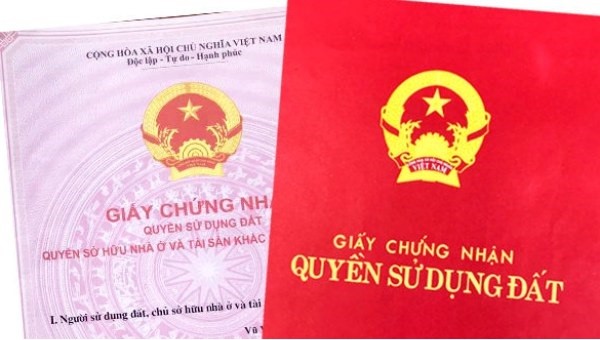 CỘNG HÒA XÃ HỘI CHỦ NGHĨA VIỆT NAM
Độc lập - Tự do - Hạnh phúc
GIẤY CHỨNG NHẬ
QUYỀN SỬ DỤNG ĐẤT
QUYỀN SỞ HỮU NHÀ Ở VÀ TÀI SẢN KHÁC
I. Người sử dụng đất, chủ sở hữu nhà ở và tài
VIỆT NAM
GIẤY CHỨNG NHẬN
QUYỀN SỬ DỤNG ĐẤT